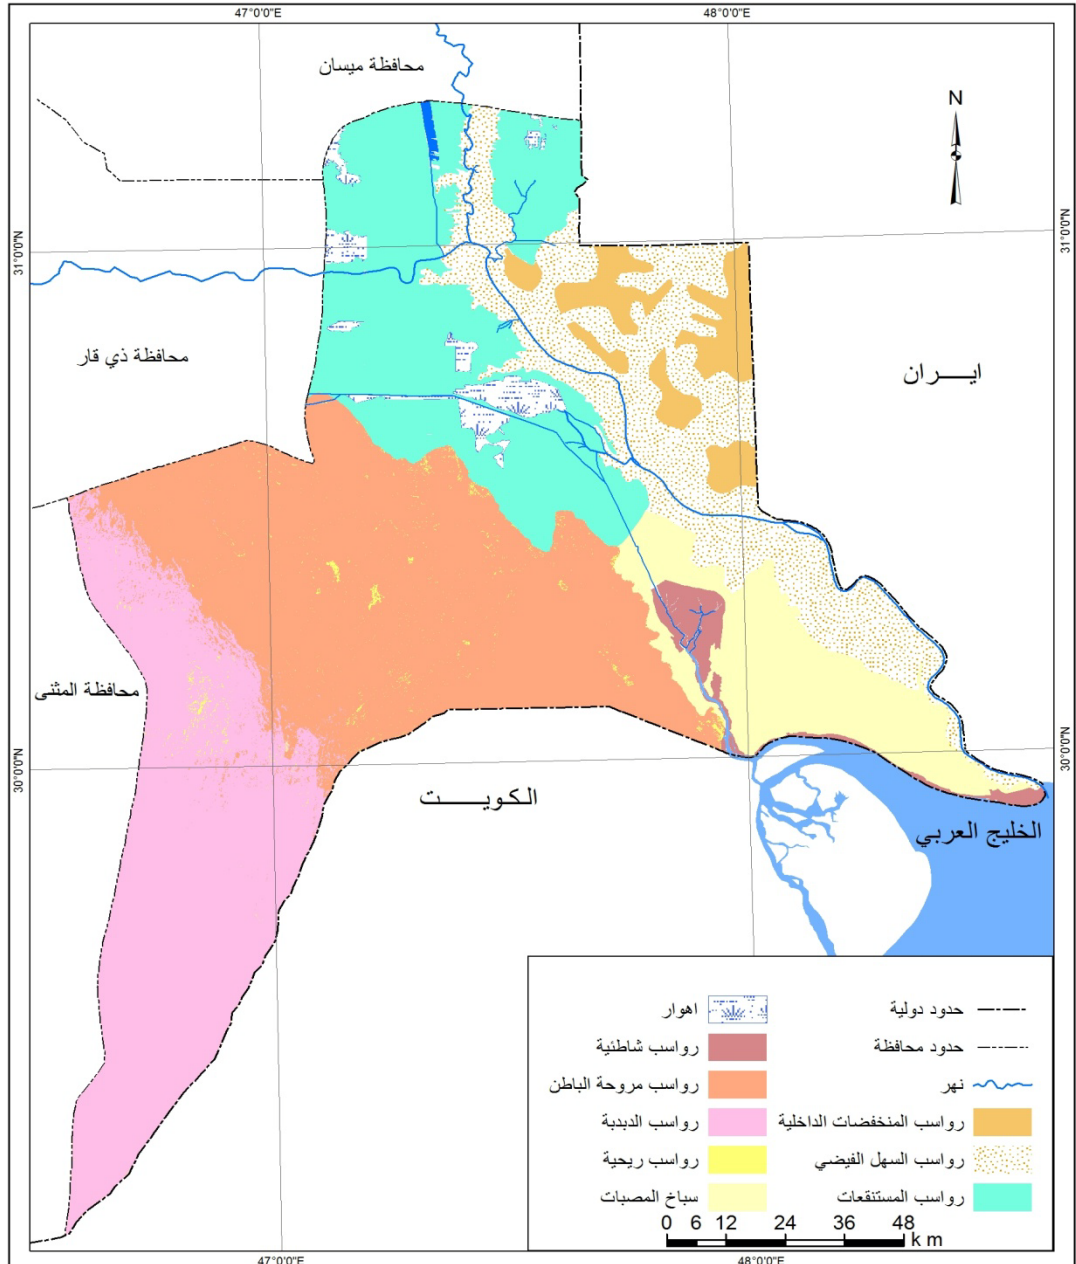 47°0'0"E
48°0'0"E
محافظة ميسان
N
31°0'0"N
31°0'0"N
محافظة ذي قار
ايـــران
محافظة المثنى
30°0'0"N
30°0'0"N
الكويـــت
الخليج العربي
حدود دولية
حدود محافظة
نهر
رواسب المنخفضات الداخلية
رواسب السهل الفيضي
رواسب المستنقعات
اهوار
رواسب شاطئية
رواسب مروحة الباطن
رواسب الدبدبة
رواسب ريحية
سباخ المصبات
0 6 12 24 36 48
km
47°0'0"E
48°0'0"E